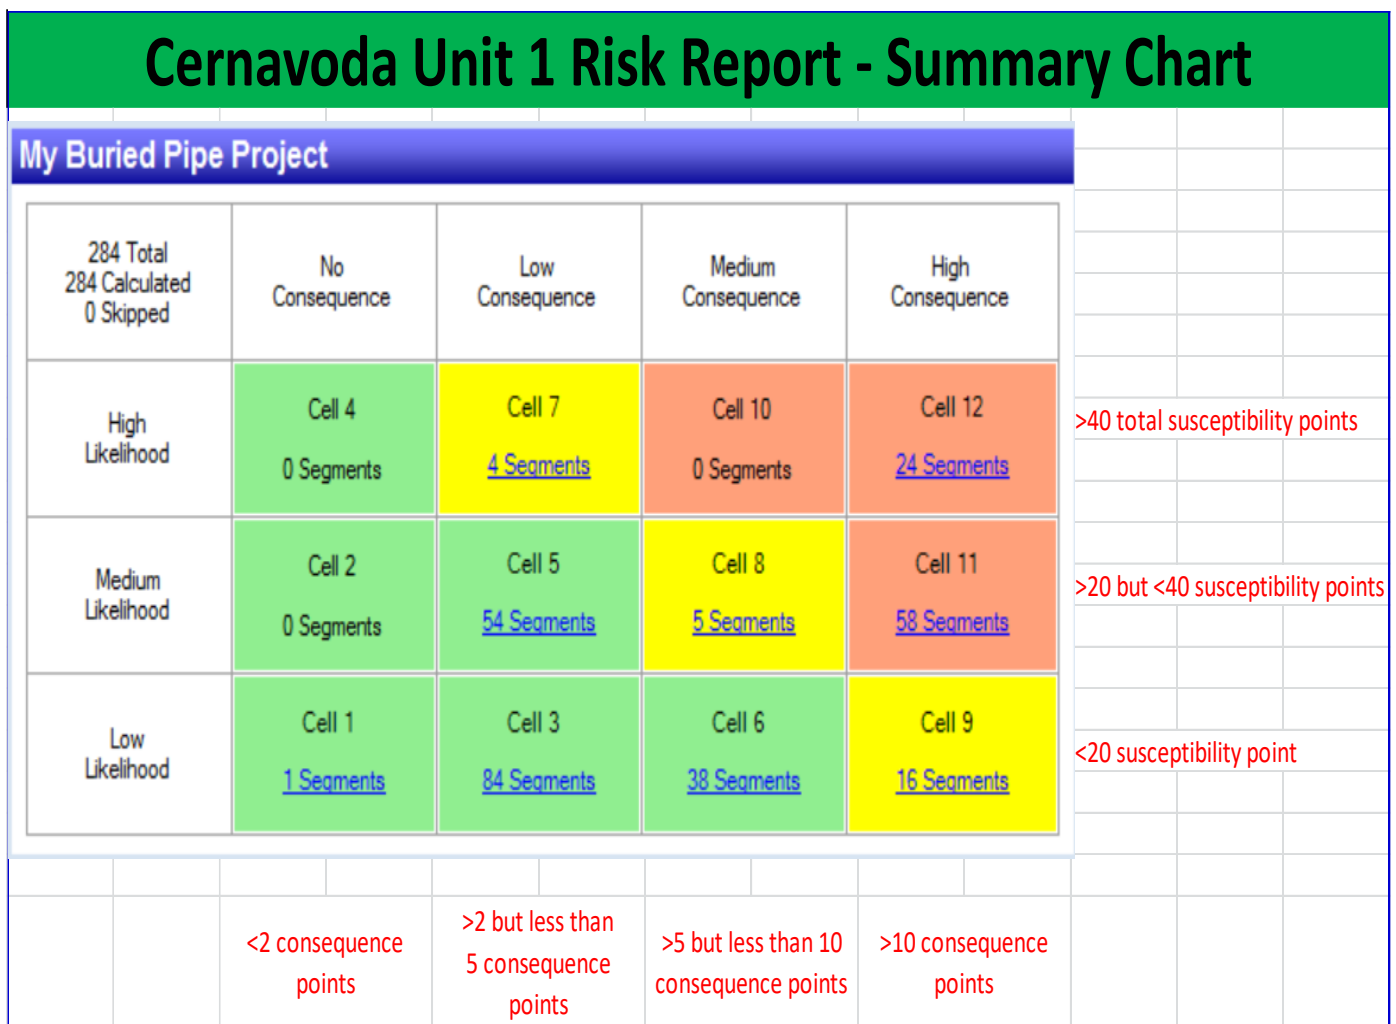 Cernavoda Unit 1 Risk Report - Summary Chart
My Buried Pipe Project
284 Total
284 Calculated
0 Skipped
No
Consequence
Low
Consequence
Medium
Consequence
High
Consequence
High
Likelihood
Cell 4
0 Segments
Cell 7
4 Segments
Cell 10
0 Segments
Cell 12
24 Segments
>40 total susceptibility points
Medium
Likelihood
Cell 2
0 Segments
Cell 5
54 Segments
Cell 8
5 Segments
Cell 11
58 Segments
>20 but <40 susceptibility points
Low
Likelihood
Cell 1
1 Segments
Cell 3
84 Segments
Cell 6
38 Segments
Cell 9
16 Segments
<20 susceptibility point
<2 consequence
points
>2 but less than
5 consequence
points
>5 but less than 10
consequence points
>10 consequence
points